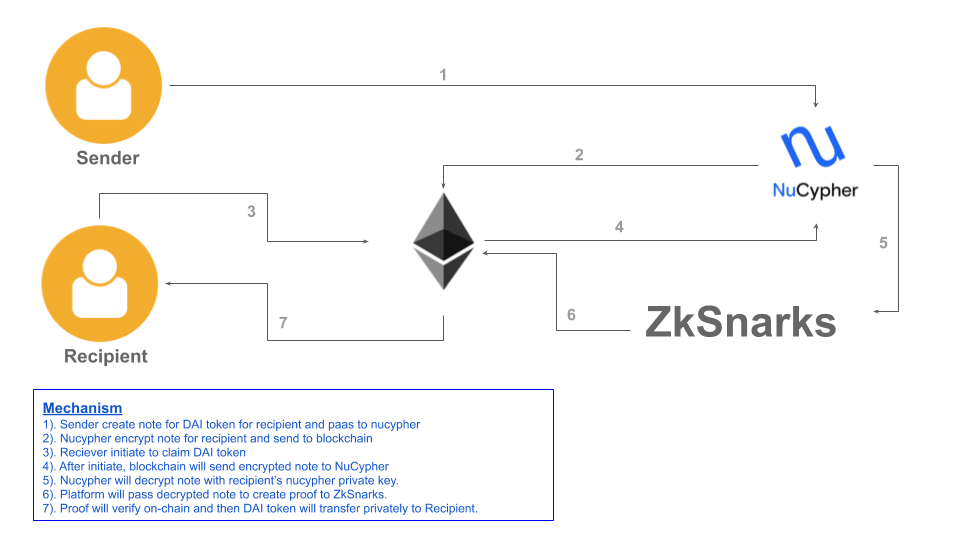 1
Sender
2
NuCypher
3
4
5
6
ZkSnarks
7
Recipient
Mechanism
1). Sender create note for DAI token for recipient and paas to nucypher
2). Nucypher encrypt note for recipient and send to blockchain
3). Reciever initiate to claim DAI token
4). After initiate, blockchain will send encrypted note to NuCypher
5). Nucypher will decrypt note with recipient's nucypher private key.
6). Platform will pass decrypted note to create proof to ZkSnarks.
7). Proof will verify on-chain and then DAI token will transfer privately to Recipient.